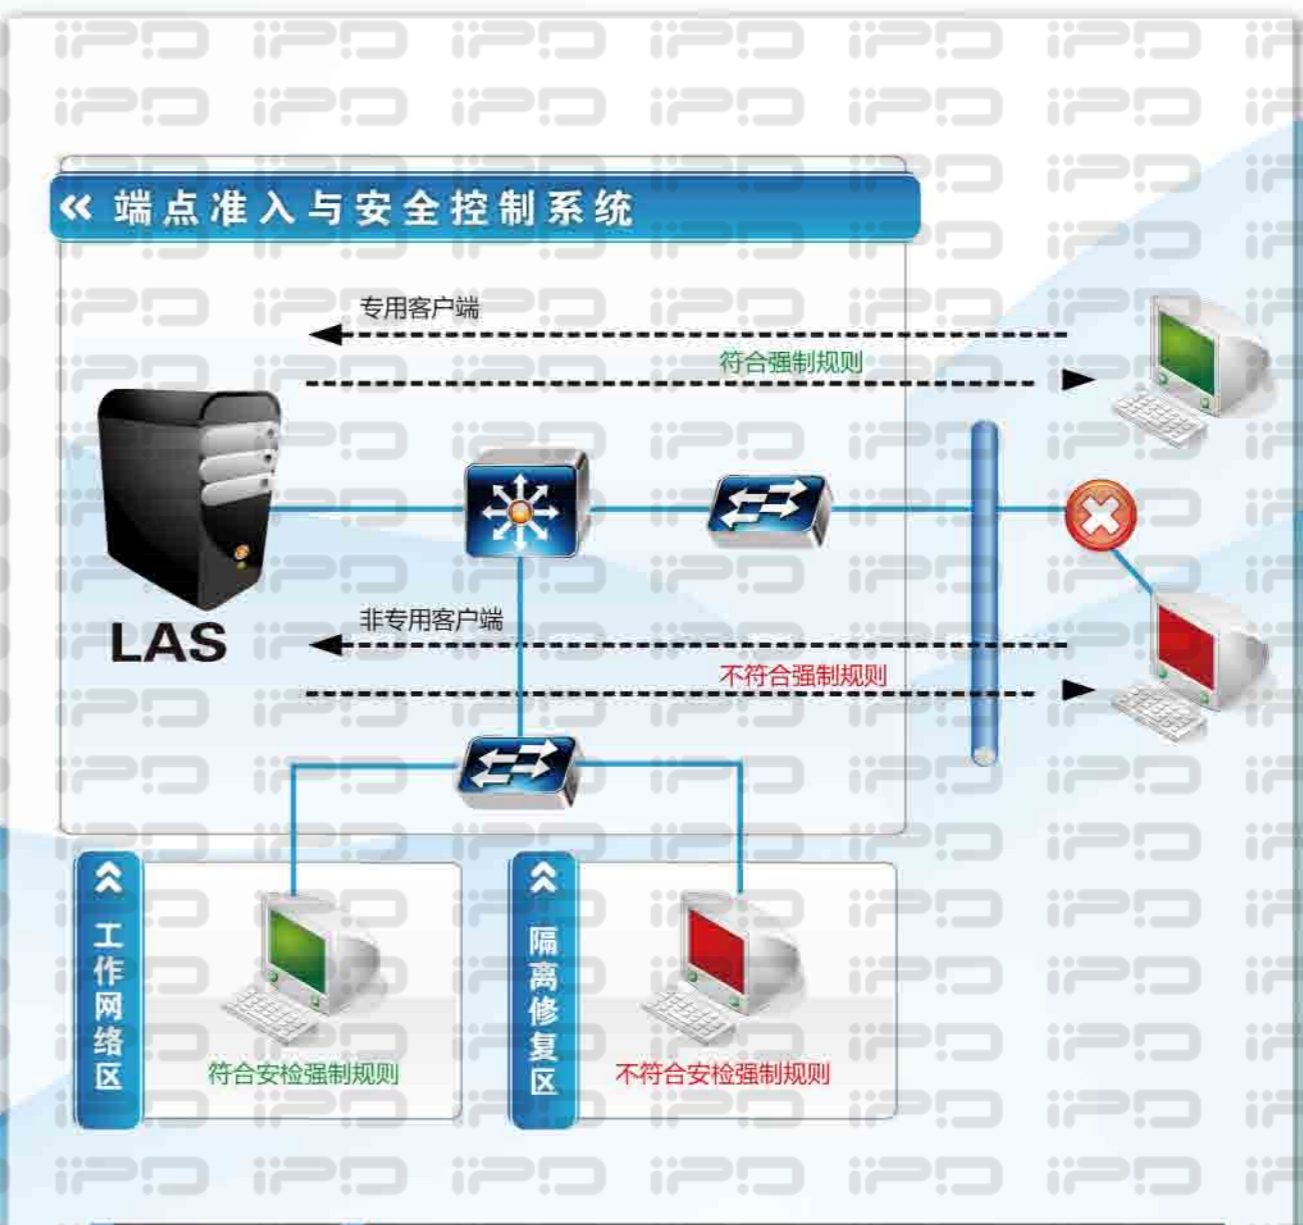 端点准入与安全控制系统
专用客户端
符合强制规则
LAS
非专用客户端
不符合强制规则
工作网络区
符合安检强制规则
隔离修复区
不符合安检强制规则